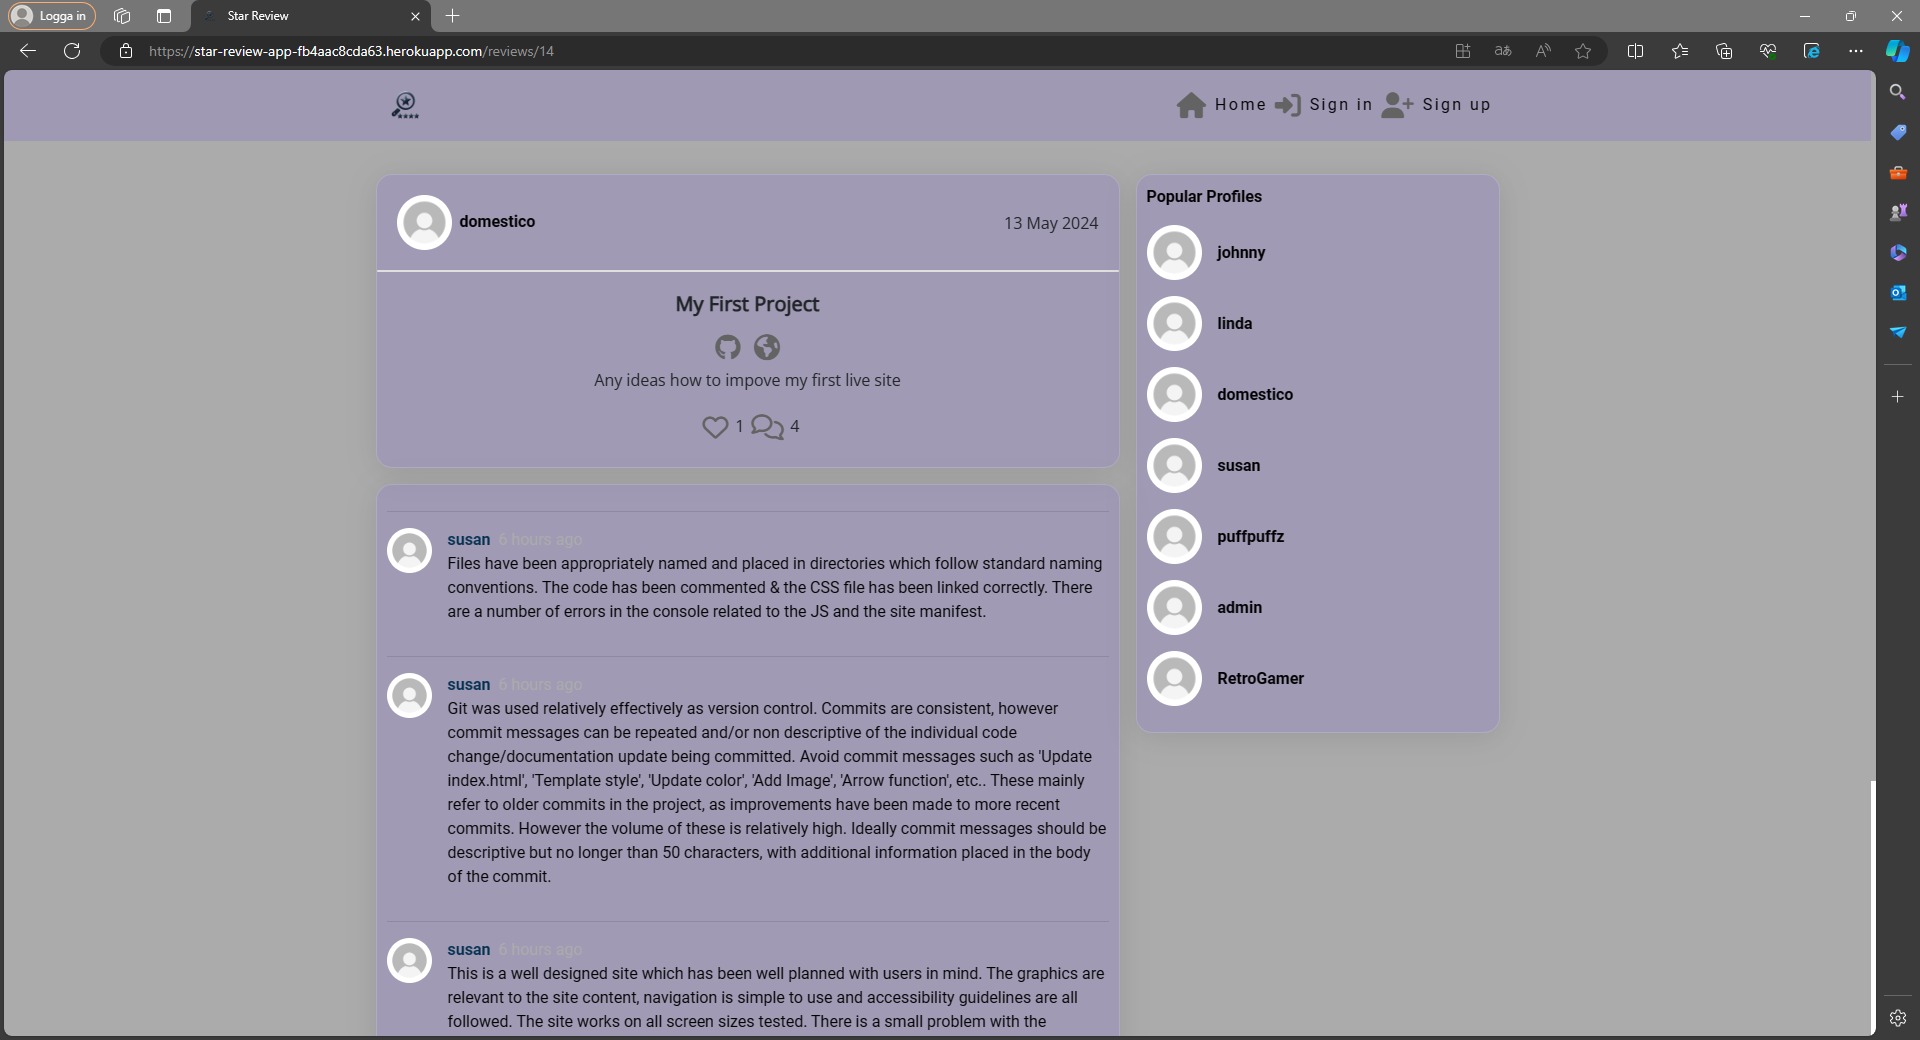 Logga in
Star Review
https://star-review-app-fb4aac8cda63.herokuapp.com/reviews/14
Home Sign in Sign up
domestico
13 May 2024
My First Project
Any ideas how to impove my first live site
1 4
susan 6 hours ago
Files have been appropriately named and placed in directories which follow standard naming
conventions. The code has been commented & the CSS file has been linked correctly. There
are a number of errors in the console related to the JS and the site manifest.
susan 6 hours ago
Git was used relatively effectively as version control. Commits are consistent, however
commit messages can be repeated and/or non descriptive of the individual code
change/documentation update being committed. Avoid commit messages such as 'Update
index.html', 'Template style', 'Update color', 'Add Image', 'Arrow function', etc.. These mainly
refer to older commits in the project, as improvements have been made to more recent
commits. However the volume of these is relatively high. Ideally commit messages should be
descriptive but no longer than 50 characters, with additional information placed in the body
of the commit.
susan 6 hours ago
This is a well designed site which has been well planned with users in mind. The graphics are
relevant to the site content, navigation is simple to use and accessibility guidelines are all
followed. The site works on all screen sizes tested. There is a small problem with the
Popular Profiles
johnny
linda
domestico
susan
puffpuffz
admin
RetroGamer